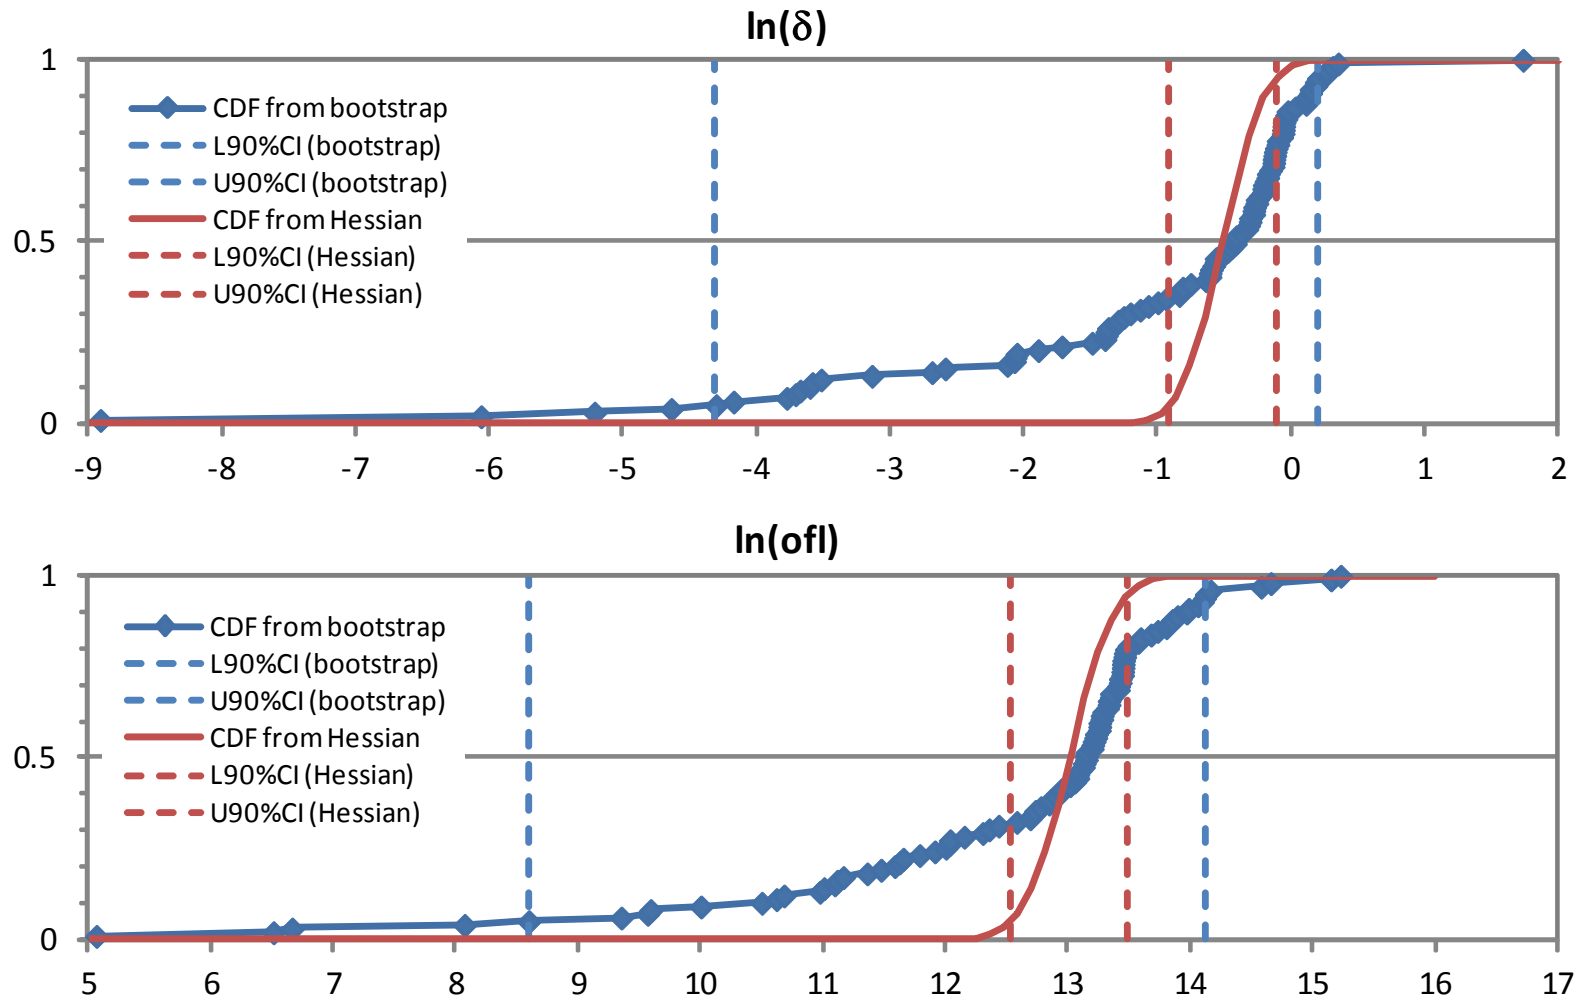 ln(δ)
1
CDF from bootstrap
L90%CI (bootstrap)
U90%CI (bootstrap)
CDF from Hessian
0.5
L90%CI (Hessian)
U90%CI (Hessian)
0
-9 -8 -7 -6 -5 -4 -3 -2 -1 0 1 2
ln(ofl)
1
CDF from bootstrap
L90%CI (bootstrap)
U90%CI (bootstrap)
CDF from Hessian
0.5
L90%CI (Hessian)
U90%CI (Hessian)
0
5 6 7 8 9 10 11 12 13 14 15 16 17